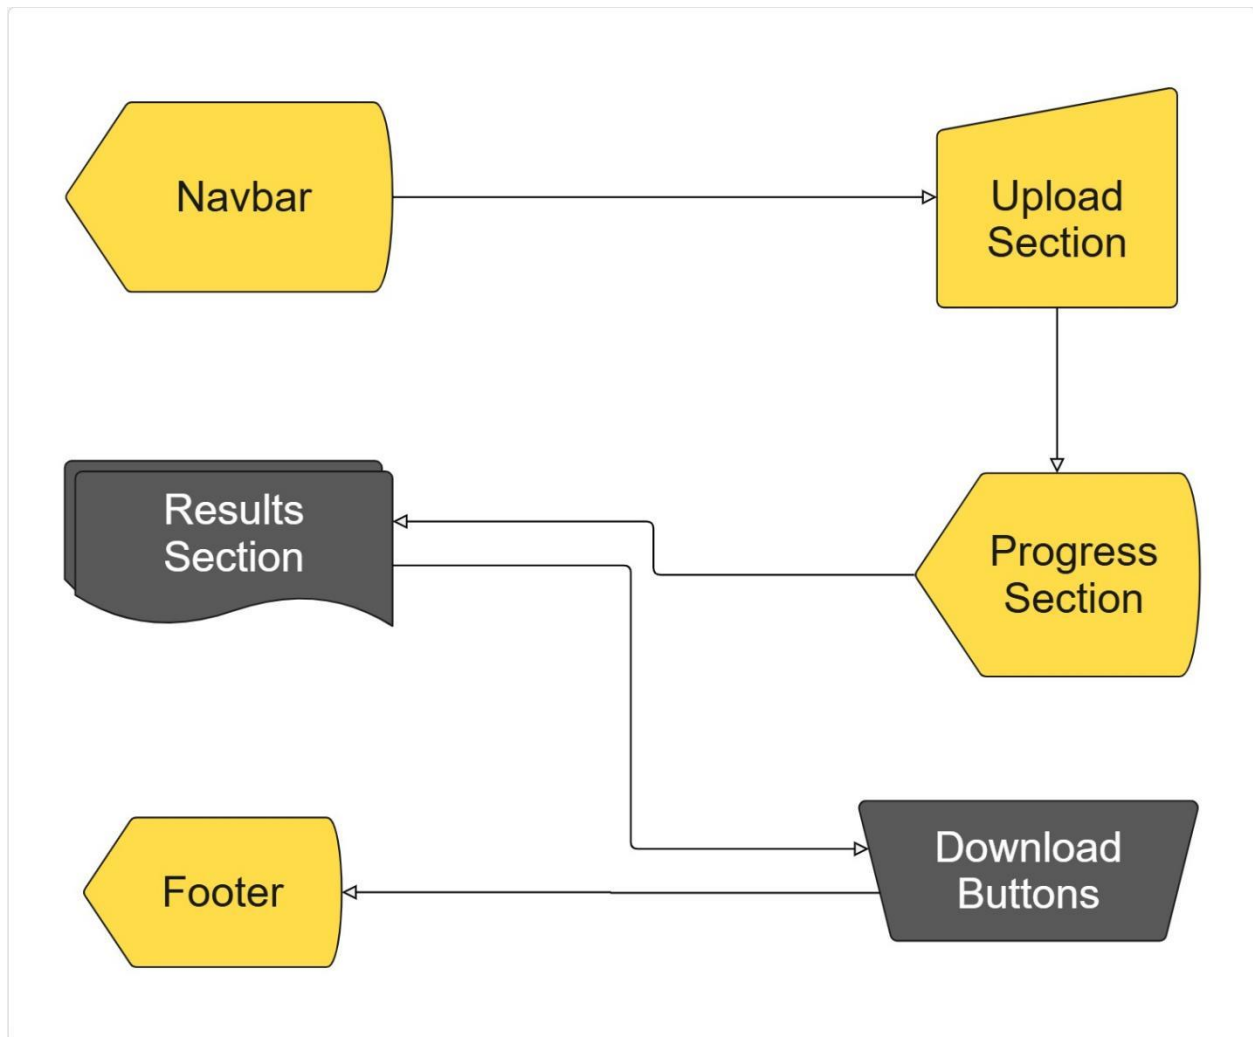 Navbar
Upload
Section
Results
Section
Progress
Section
Footer
Download
Buttons